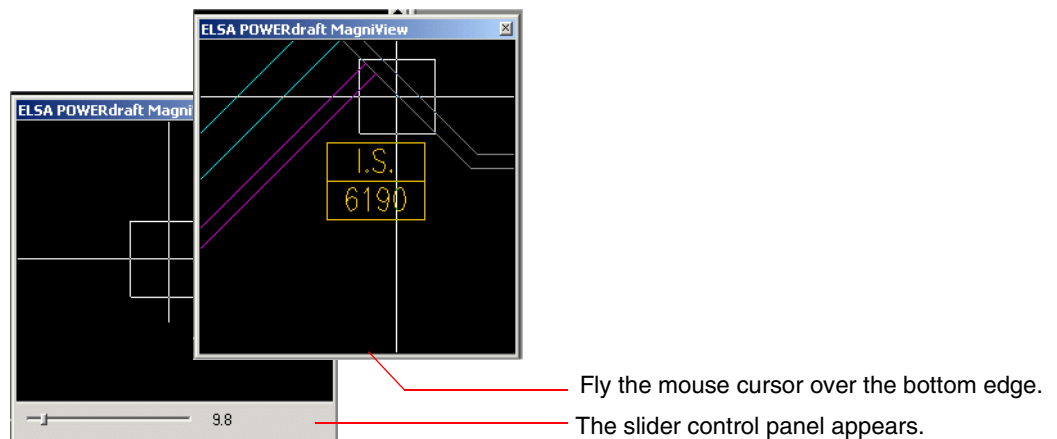 ELSA POWERdraft MagniView
ELSA POWERdraft Magni
I.S.
6190
Fly the mouse cursor over the bottom edge.
9.8
The slider control panel appears.